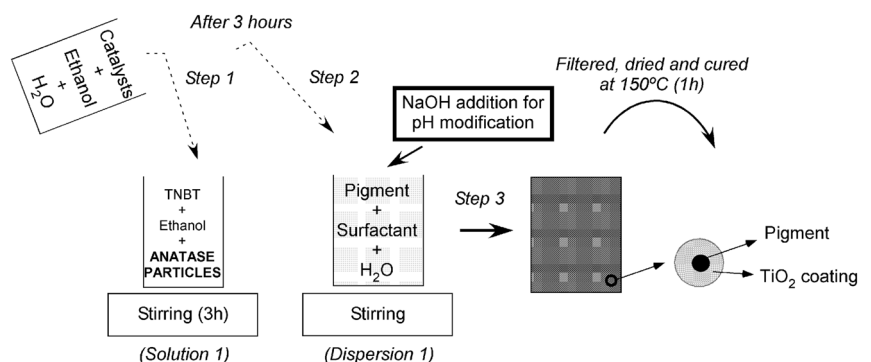 After 3 hours
Catalysts
+
Ethanol
+
H₂O
Step 1
Step 2
NaOH addition for
pH modification
Filtered, dried and cured
at 150ºC (1h)
TNBT
+
Ethanol
+
ANATASE
PARTICLES
Stirring (3h)
(Solution 1)
Pigment
+
Surfactant
+
H₂O
Stirring
(Dispersion 1)
Step 3
Pigment
TiO₂ coating